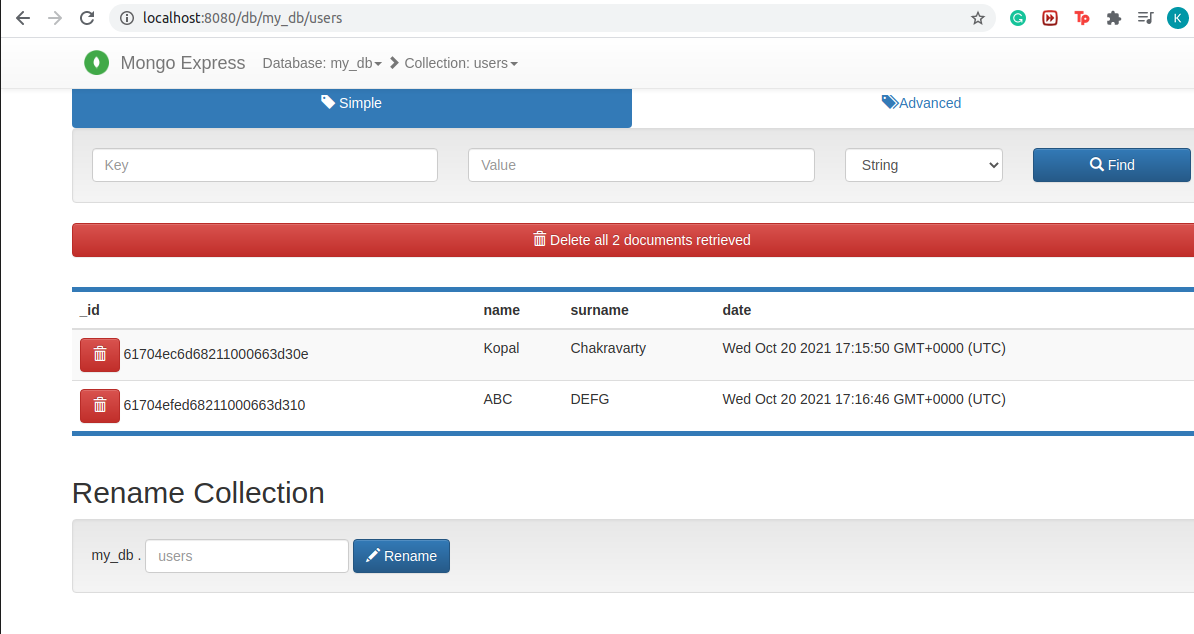 localhost:8080/db/my_db/users
K
Mongo Express Database: my_db Collection: users
Simple Advanced
Key Value String Find
Delete all 2 documents retrieved
_id name surname date
61704ec6d68211000663d30e Kopal Chakravarty Wed Oct 20 2021 17:15:50 GMT+0000 (UTC)
61704efed68211000663d310 ABC DEFG Wed Oct 20 2021 17:16:46 GMT+0000 (UTC)
Rename Collection
my_db . users Rename